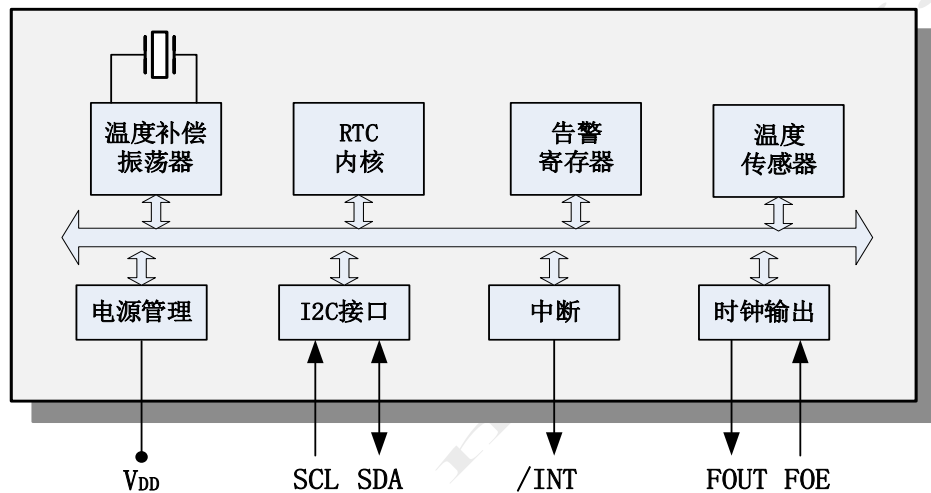 温度补偿
振荡器
RTC
内核
告警
寄存器
温度
传感器
电源管理
I2C接口
中断
时钟输出
VDD
SCL SDA
/INT
FOUT FOE